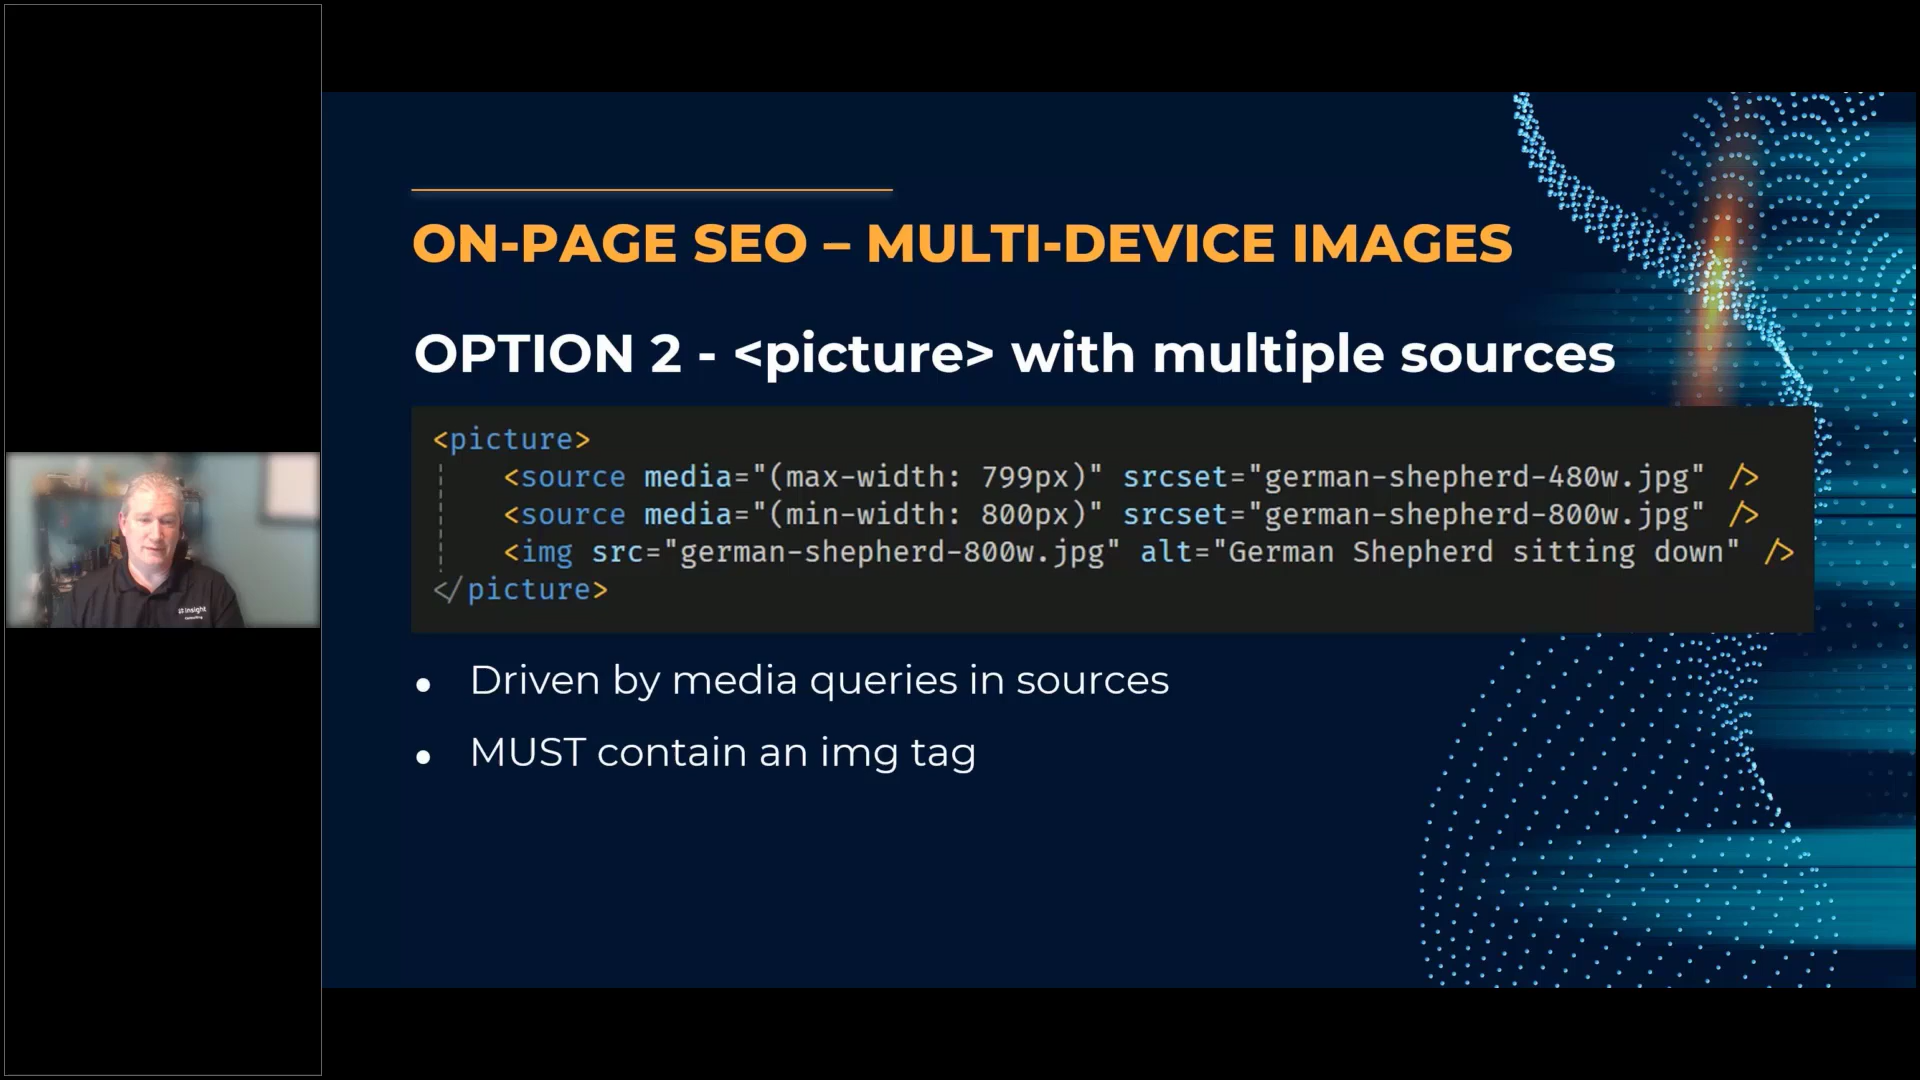 ON-PAGE SEO – MULTI-DEVICE IMAGES
OPTION 2 - <picture> with multiple sources
<picture>
<source media="(max-width: 799px)" srcset="german-shepherd-480w.jpg" />
<source media="(min-width: 800px)" srcset="german-shepherd-800w.jpg" />
<img src="german-shepherd-800w.jpg" alt="German Shepherd sitting down" />
</picture>
• Driven by media queries in sources
• MUST contain an img tag
Insight